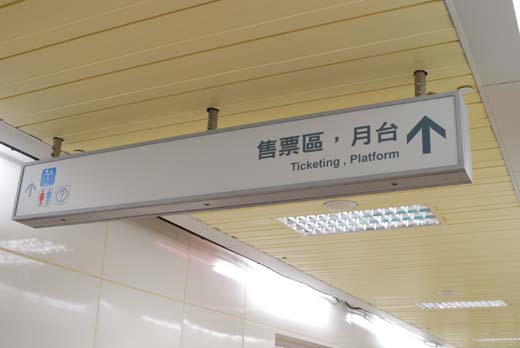 售票區，月台
Ticketing , Platform
?